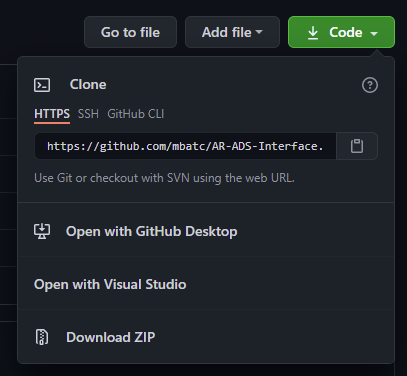 Go to file
Add file
Code
Clone
HTTPS SSH GitHub CLI
https://github.com/mbatc/AR-ADS-Interface.
Use Git or checkout with SVN using the web URL.
Open with GitHub Desktop
Open with Visual Studio
Download ZIP